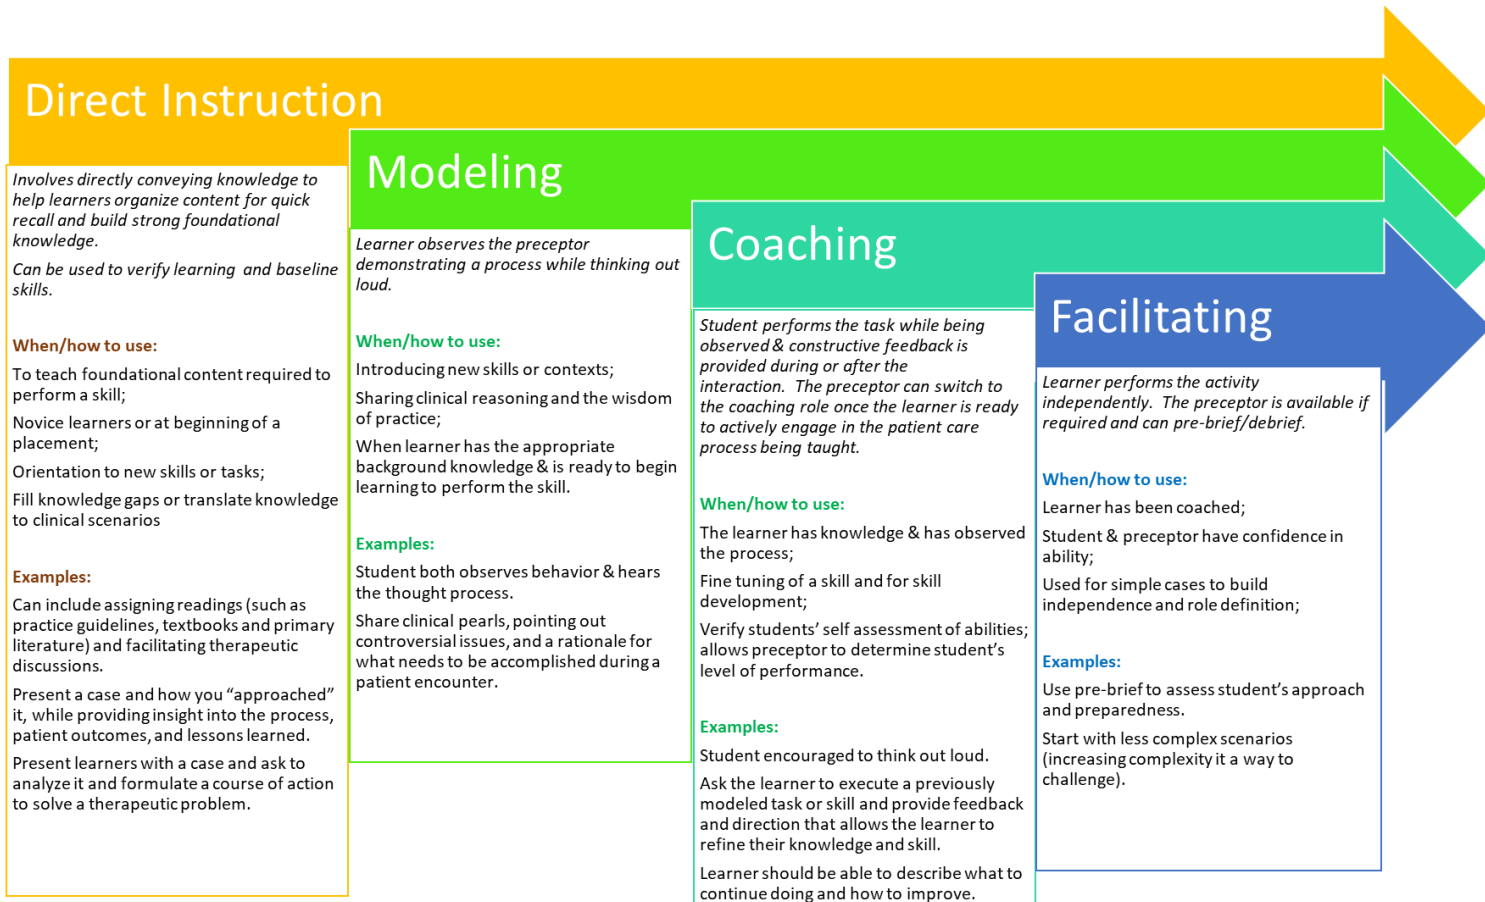 Direct Instruction
Involves directly conveying knowledge to
help learners organize content for quick
recall and build strong foundational
knowledge.
Can be used to verify learning and baseline
skills.
When/how to use:
To teach foundational content required to
perform a skill;
Novice learners or at beginning of a
placement;
Orientation to new skills or tasks;
Fill knowledge gaps or translate knowledge
to clinical scenarios
Examples:
Can include assigning readings (such as
practice guidelines, textbooks and primary
literature) and facilitating therapeutic
discussions.
Present a case and how you “approached”
it, while providing insight into the process,
patient outcomes, and lessons learned.
Present learners with a case and ask to
analyze it and formulate a course of action
to solve a therapeutic problem.
Modeling
Learner observes the preceptor
demonstrating a process while thinking out
loud.
When/how to use:
Introducing new skills or contexts;
Sharing clinical reasoning and the wisdom
of practice;
When learner has the appropriate
background knowledge & is ready to begin
learning to perform the skill.
Examples:
Student both observes behavior & hears
the thought process.
Share clinical pearls, pointing out
controversial issues, and a rationale for
what needs to be accomplished during a
patient encounter.
Coaching
Student performs the task while being
observed & constructive feedback is
provided during or after the
interaction. The preceptor can switch to
the coaching role once the learner is ready
to actively engage in the patient care
process being taught.
When/how to use:
The learner has knowledge & has observed
the process;
Fine tuning of a skill and for skill
development;
Verify students’ self assessment of abilities;
allows preceptor to determine student’s
level of performance.
Examples:
Student encouraged to think out loud.
Ask the learner to execute a previously
modeled task or skill and provide feedback
and direction that allows the learner to
refine their knowledge and skill.
Learner should be able to describe what to
continue doing and how to improve.
Facilitating
Learner performs the activity
independently. The preceptor is available if
required and can pre-brief/debrief.
When/how to use:
Learner has been coached;
Student & preceptor have confidence in
ability;
Used for simple cases to build
independence and role definition;
Examples:
Use pre-brief to assess student’s approach
and preparedness.
Start with less complex scenarios
(increasing complexity it a way to
challenge).